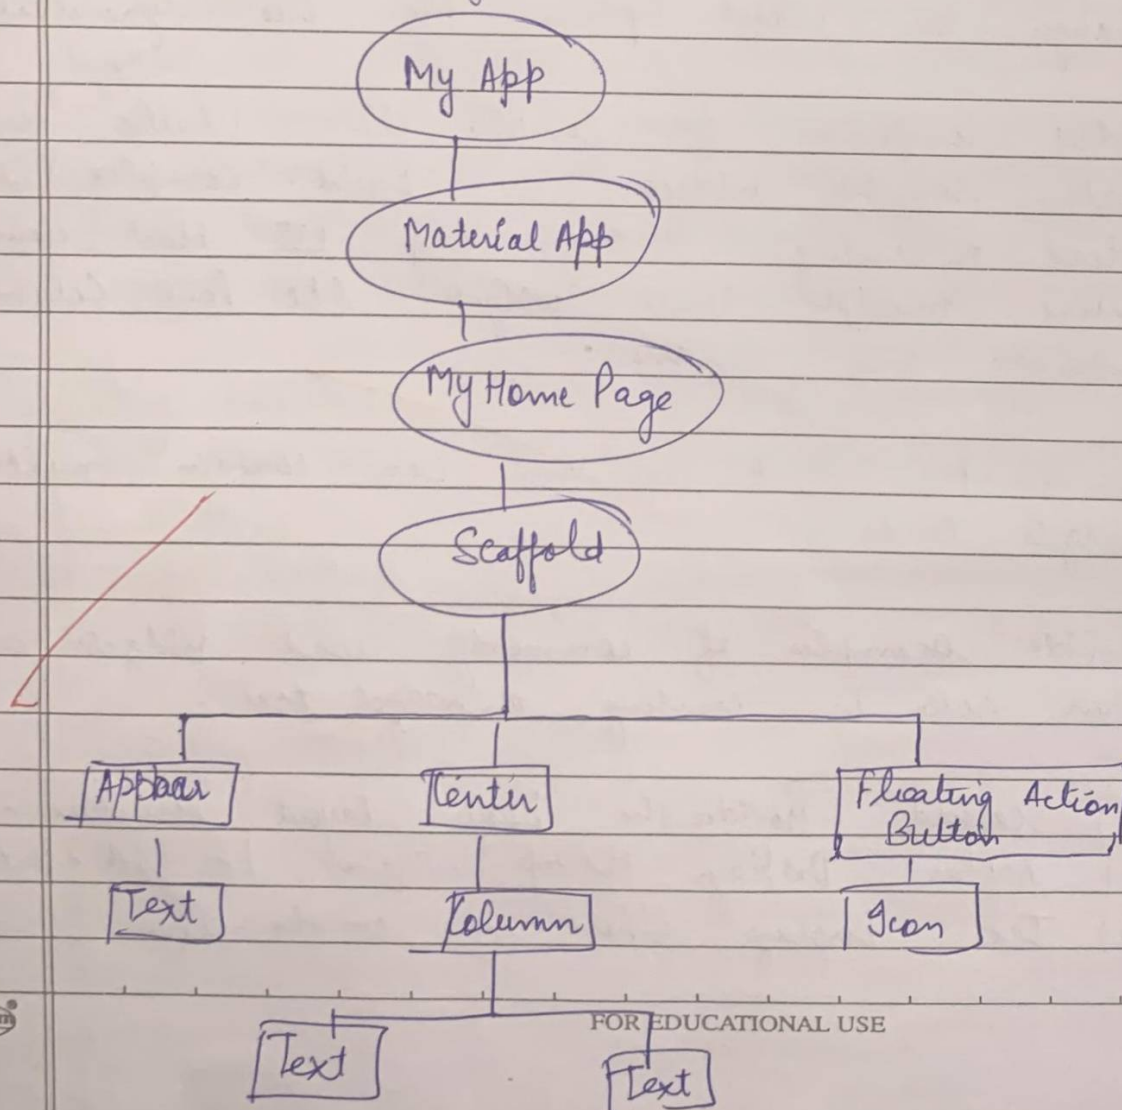 My App
Material App
My Home Page
Scaffold
Appbar
Center
Floating Action
Button
Text
Column
Icon
FOR EDUCATIONAL USE
Text
Text